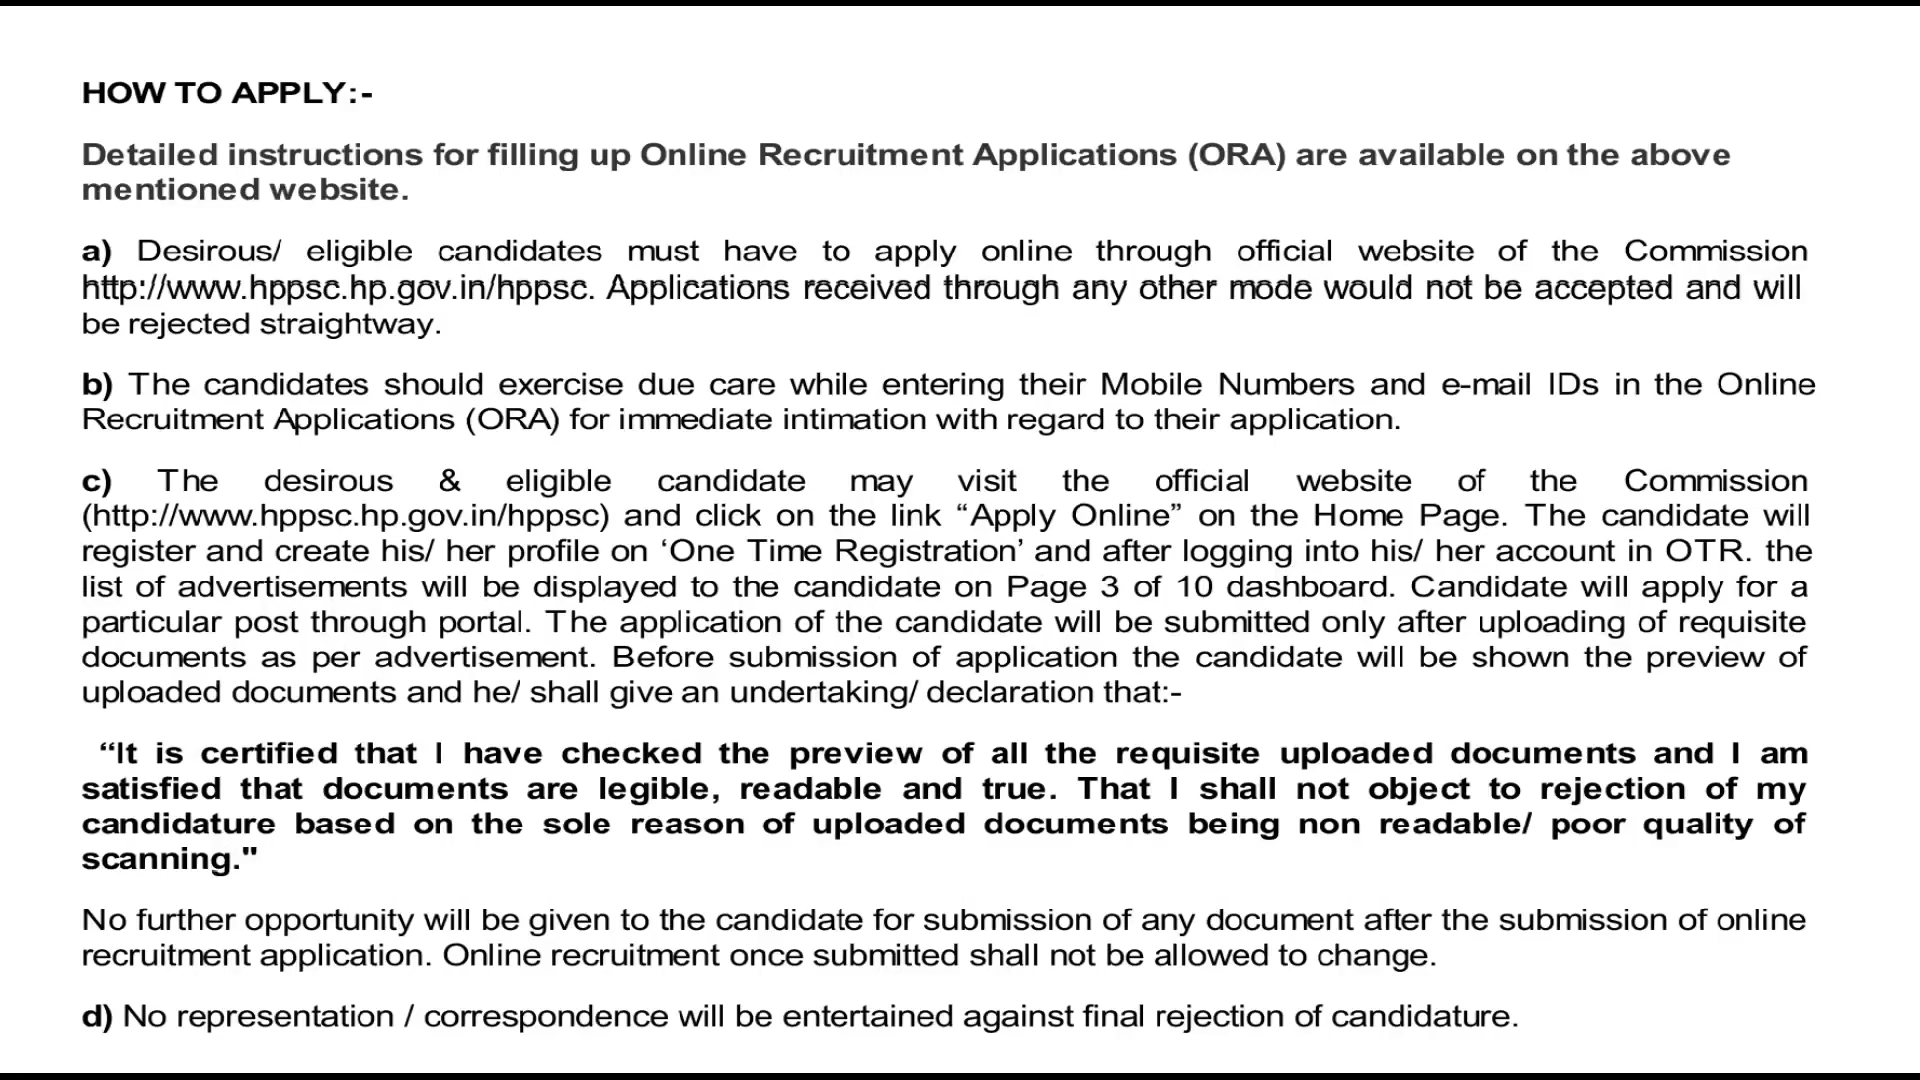 HOW TO APPLY:-
Detailed instructions for filling up Online Recruitment Applications (ORA) are available on the above
mentioned website.
a) Desirous/ eligible candidates must have to apply online through official website of the Commission
http://www.hppsc.hp.gov.in/hppsc. Applications received through any other mode would not be accepted and will
be rejected straightway.
b) The candidates should exercise due care while entering their Mobile Numbers and e-mail IDs in the Online
Recruitment Applications (ORA) for immediate intimation with regard to their application.
c) The desirous & eligible candidate may visit the official website of the Commission
(http://www.hppsc.hp.gov.in/hppsc) and click on the link “Apply Online” on the Home Page. The candidate will
register and create his/ her profile on ‘One Time Registration’ and after logging into his/ her account in OTR. the
list of advertisements will be displayed to the candidate on Page 3 of 10 dashboard. Candidate will apply for a
particular post through portal. The application of the candidate will be submitted only after uploading of requisite
documents as per advertisement. Before submission of application the candidate will be shown the preview of
uploaded documents and he/ shall give an undertaking/ declaration that:-
“It is certified that I have checked the preview of all the requisite uploaded documents and I am
satisfied that documents are legible, readable and true. That I shall not object to rejection of my
candidature based on the sole reason of uploaded documents being non readable/ poor quality of
scanning."
No further opportunity will be given to the candidate for submission of any document after the submission of online
recruitment application. Online recruitment once submitted shall not be allowed to change.
d) No representation / correspondence will be entertained against final rejection of candidature.